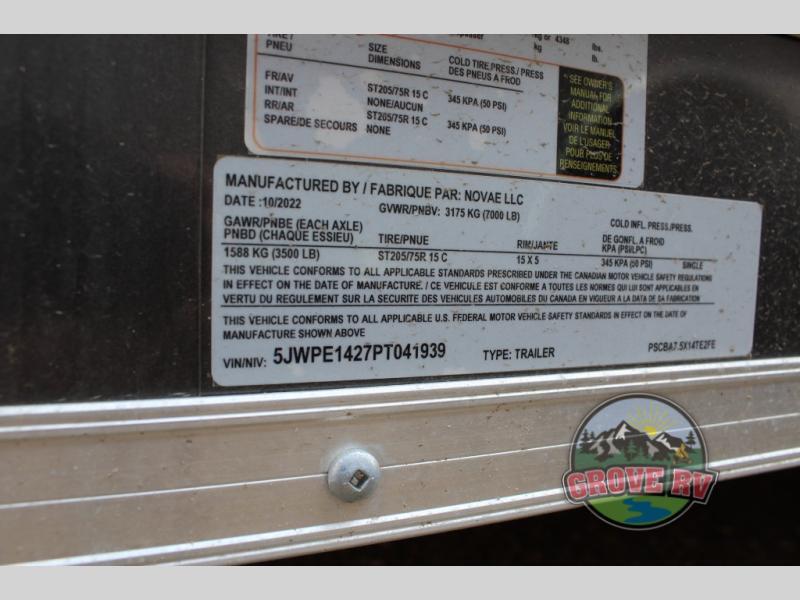 TIRE / SIZE COLD TIRE.PRESS./ PRESS kg or 4348 lbs.
PNEU DIMENSIONS DES PNEUS A FROID kg lb.
FR/AV ST205/75R 15 C 345 KPA (50 PSI)
INT/INT NONE/AUCUN
RR/AR ST205/75R 15 C 345 KPA (50 PSI)
SPARE/DE SECOURS NONE
SEE OWNER'S
MANUAL FOR
ADDITIONAL
INFORMATION
VOIR LE MANUEL
DE L'USAGER
POUR PLUS DE
RENSEIGNEMENTS.
MANUFACTURED BY / FABRIQUE PAR: NOVAE LLC
DATE :10/2022 GVWR/PNBV: 3175 KG (7000 LB)
GAWR/PNBE (EACH AXLE) COLD INFL. PRESS./PRESS.
PNBD (CHAQUE ESSIEU) TIRE/PNUE RIM/JANTE DE GONFL. A FROID
KPA (PSI/LPC)
1588 KG (3500 LB) ST205/75R 15 C 15 X 5 345 KPA (50 PSI) SINGLE
THIS VEHICLE CONFORMS TO ALL APPLICABLE STANDARDS PRESCRIBED UNDER THE CANADIAN MOTOR VEHICLE SAFETY REGULATIONS
IN EFFECT ON THE DATE OF MANUFACTURE. / CE VEHICULE EST CONFORME A TOUTES LES NORMES QUI LUI SONT APPLICABLES EN
VERTU DU REGULEMENT SUR LA SECURITE DES VEHICULES AUTOMOBILES DU CANADA EN VIGUEUR A LA DATA DE SA FABRICATION
THIS VEHICLE CONFORMS TO ALL APPLICABLE U.S. FEDERAL MOTOR VEHICLE SAFETY STANDARDS IN EFFECT ON THE DATE OF
MANUFACTURE SHOWN ABOVE
VIN/NIV: 5JWPE1427PT041939 TYPE: TRAILER PSCBA7.5X14TE2FE
GROVE RV